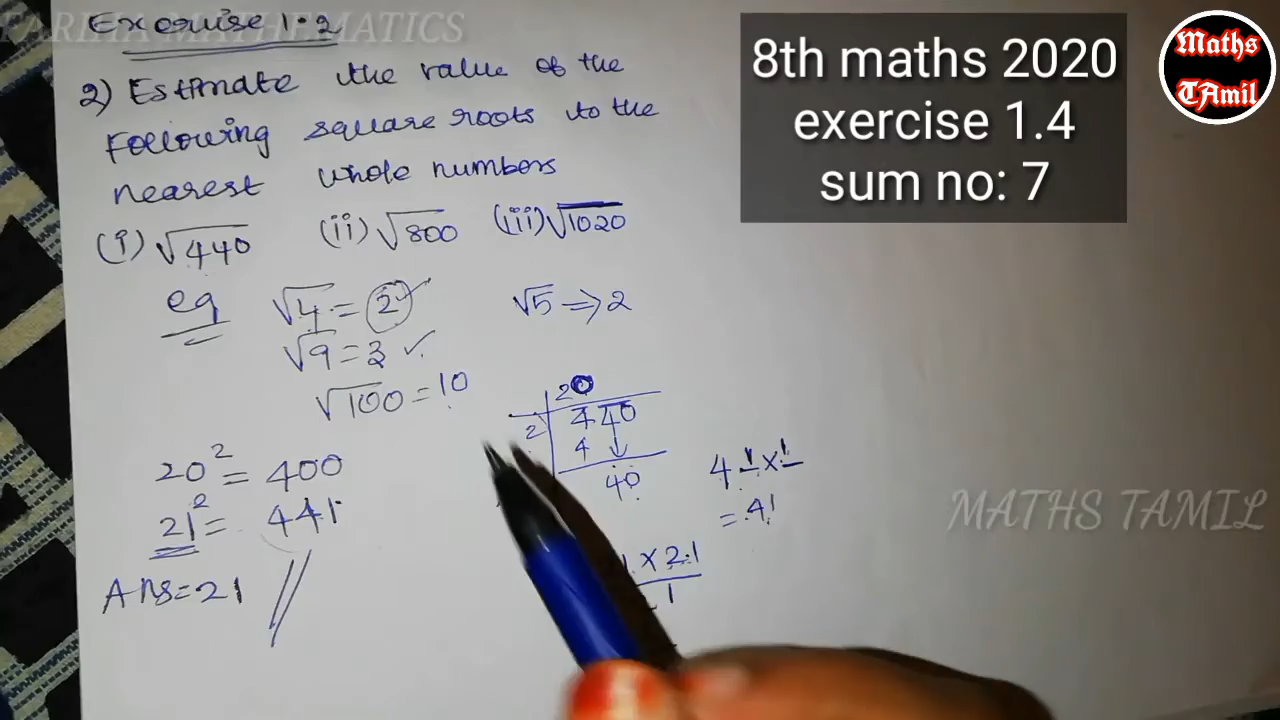 FARIHA MATHEMATICS
Exercise 1.2
2) Estimate the value of the
Following square roots to the
nearest whole numbers
(i) √440 (ii) √800 (iii) √1020
eg √4 = 2 √5 => 2
√9 = 3 ✓
√100 = 10
20
2 4 40
4 ↓
40
4 1 x 1
= 41
20² = 400
21² = 441
Ans = 21
x 21
1
8th maths 2020
exercise 1.4
sum no: 7
Maths
TAmil
MATHS TAMIL